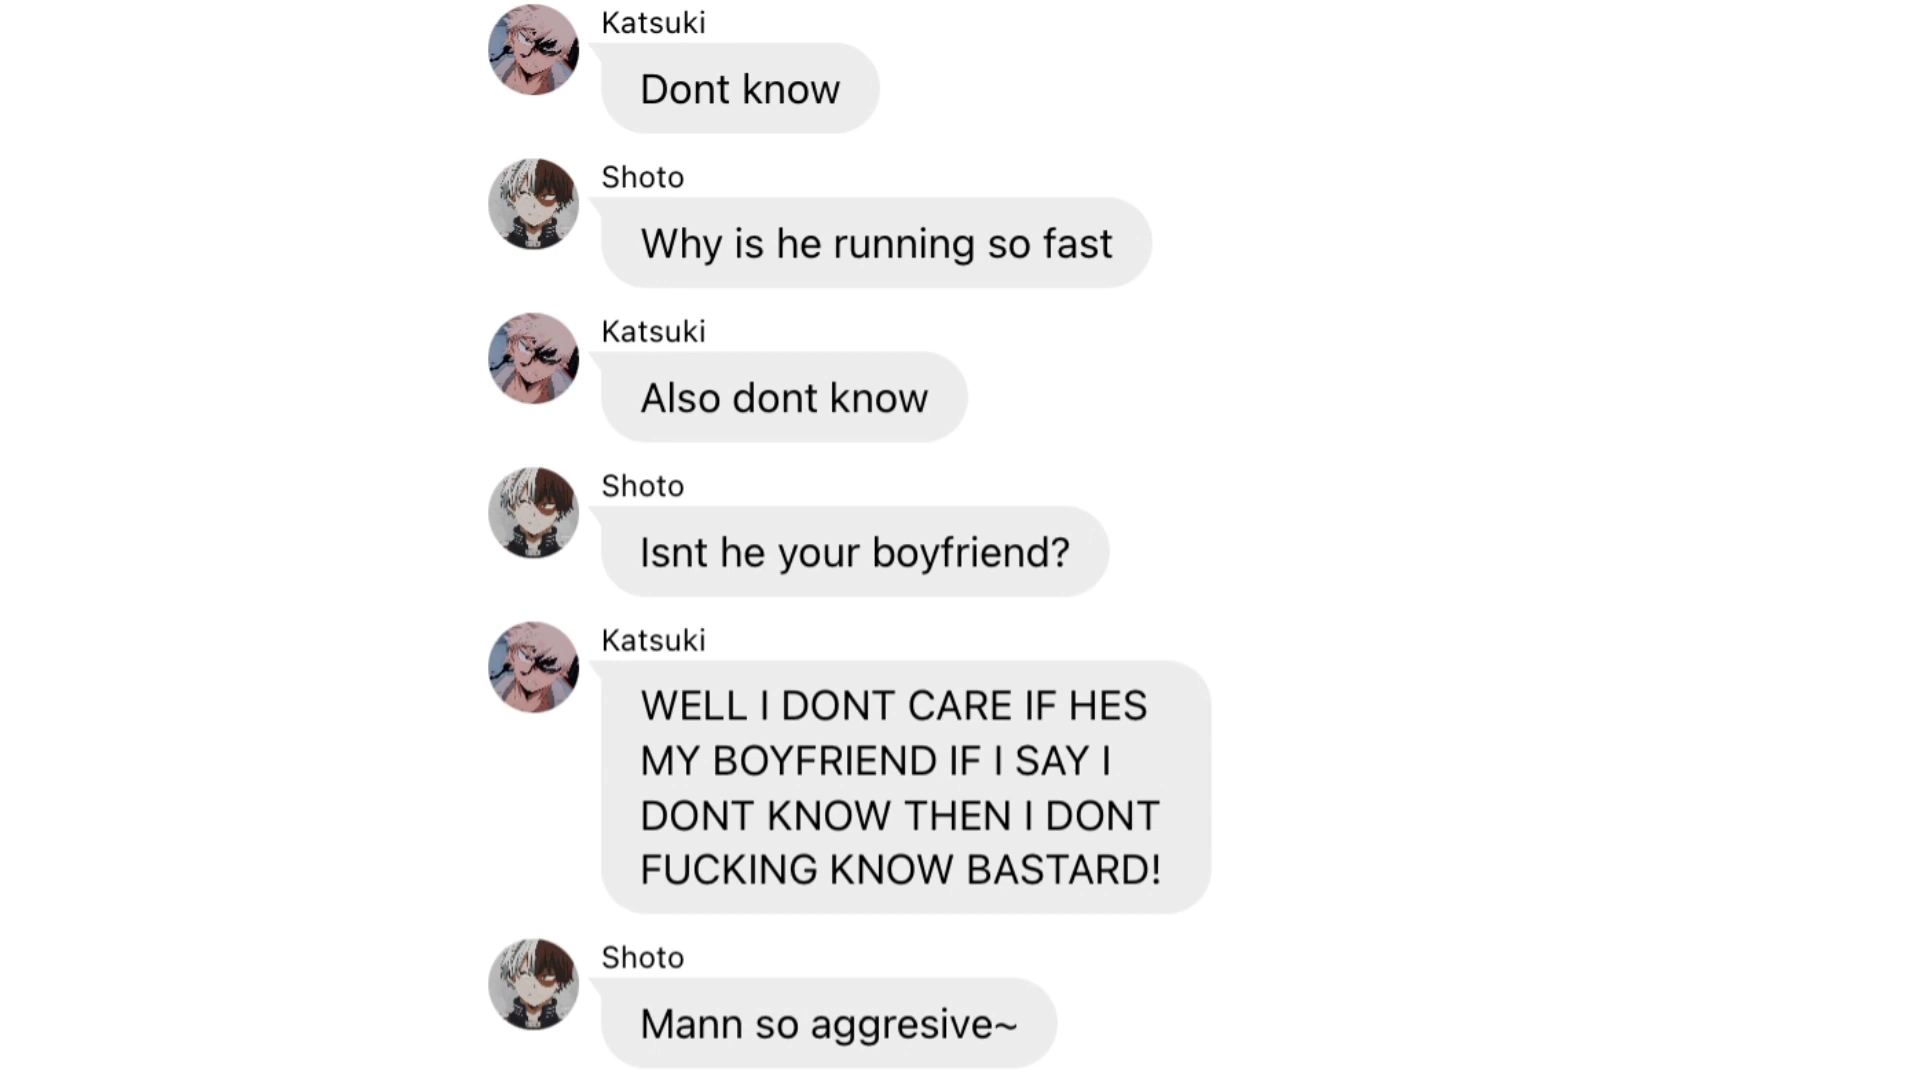 Katsuki
Dont know
Shoto
Why is he running so fast
Katsuki
Also dont know
Shoto
Isnt he your boyfriend?
Katsuki
WELL I DONT CARE IF HES
MY BOYFRIEND IF I SAY I
DONT KNOW THEN I DONT
FUCKING KNOW BASTARD!
Shoto
Mann so aggresive~